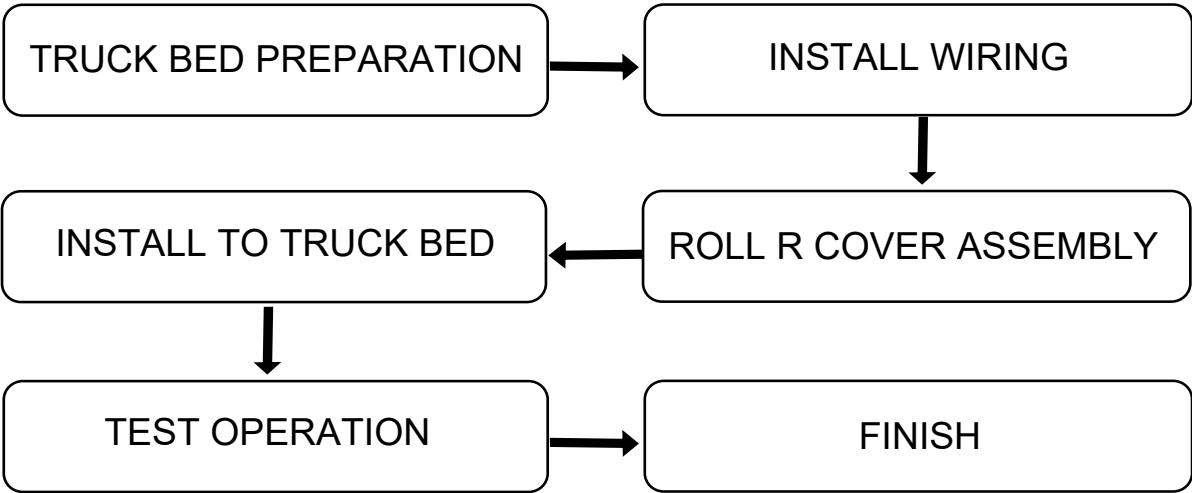 TRUCK BED PREPARATION
INSTALL WIRING
ROLL R COVER ASSEMBLY
INSTALL TO TRUCK BED
TEST OPERATION
FINISH